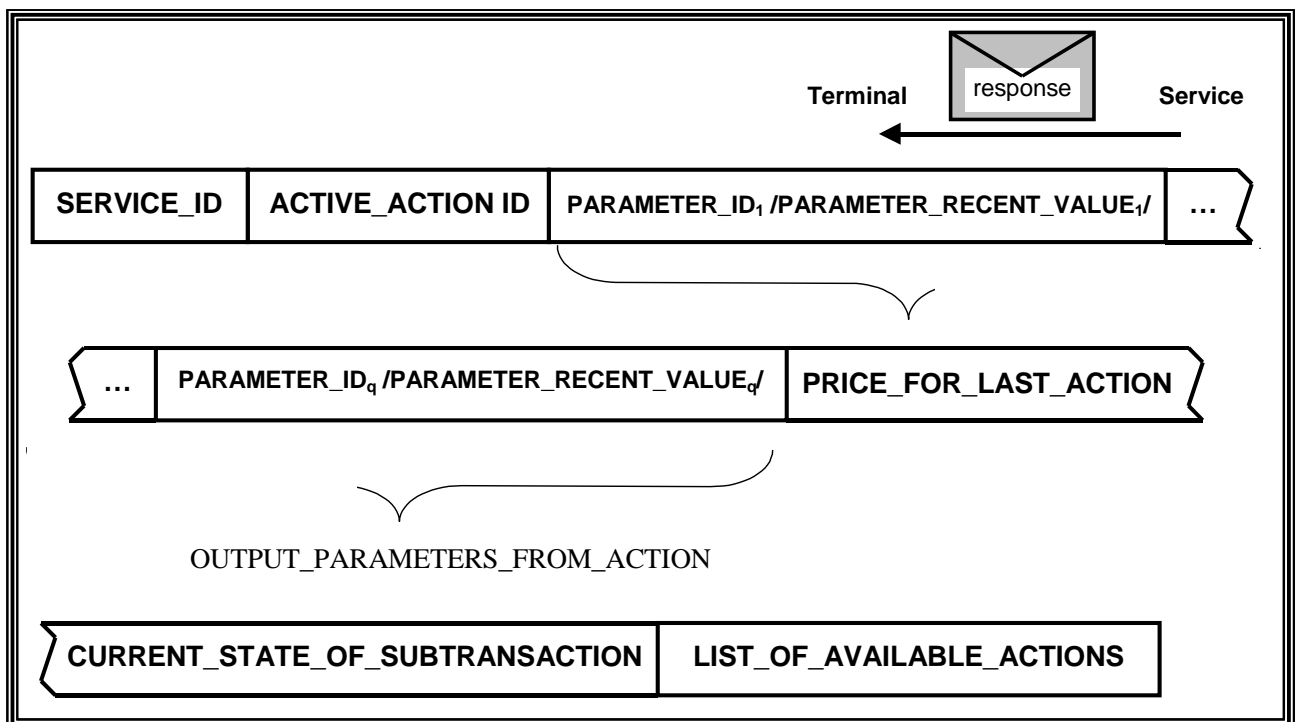 response
Terminal Service
SERVICE_ID ACTIVE_ACTION ID PARAMETER_ID₁ /PARAMETER_RECENT_VALUE₁/ ...
... PARAMETER_IDq /PARAMETER_RECENT_VALUEq/ PRICE_FOR_LAST_ACTION
OUTPUT_PARAMETERS_FROM_ACTION
CURRENT_STATE_OF_SUBTRANSACTION LIST_OF_AVAILABLE_ACTIONS